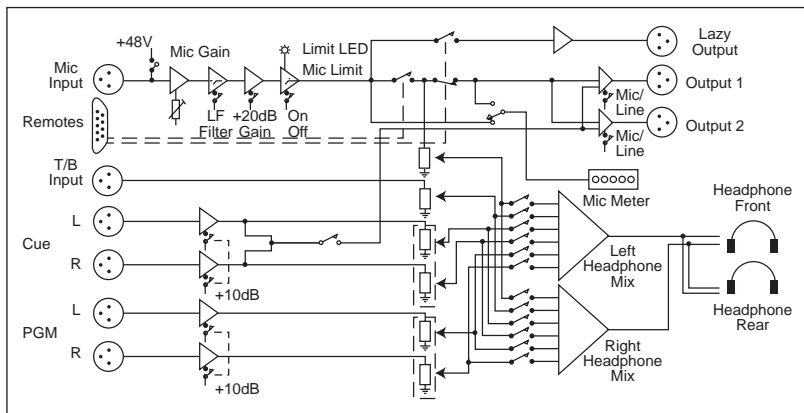 +48V
Mic Gain
Limit LED
Mic Limit
Lazy
Output
Mic
Input
Output 1
Mic/
Line
Remotes
LF
Filter
+20dB
Gain
On
Off
Output 2
Mic/
Line
T/B
Input
Mic Meter
Headphone
Front
L
Cue
R
+10dB
Left
Headphone
Mix
Headphone
Rear
L
PGM
R
+10dB
Right
Headphone
Mix